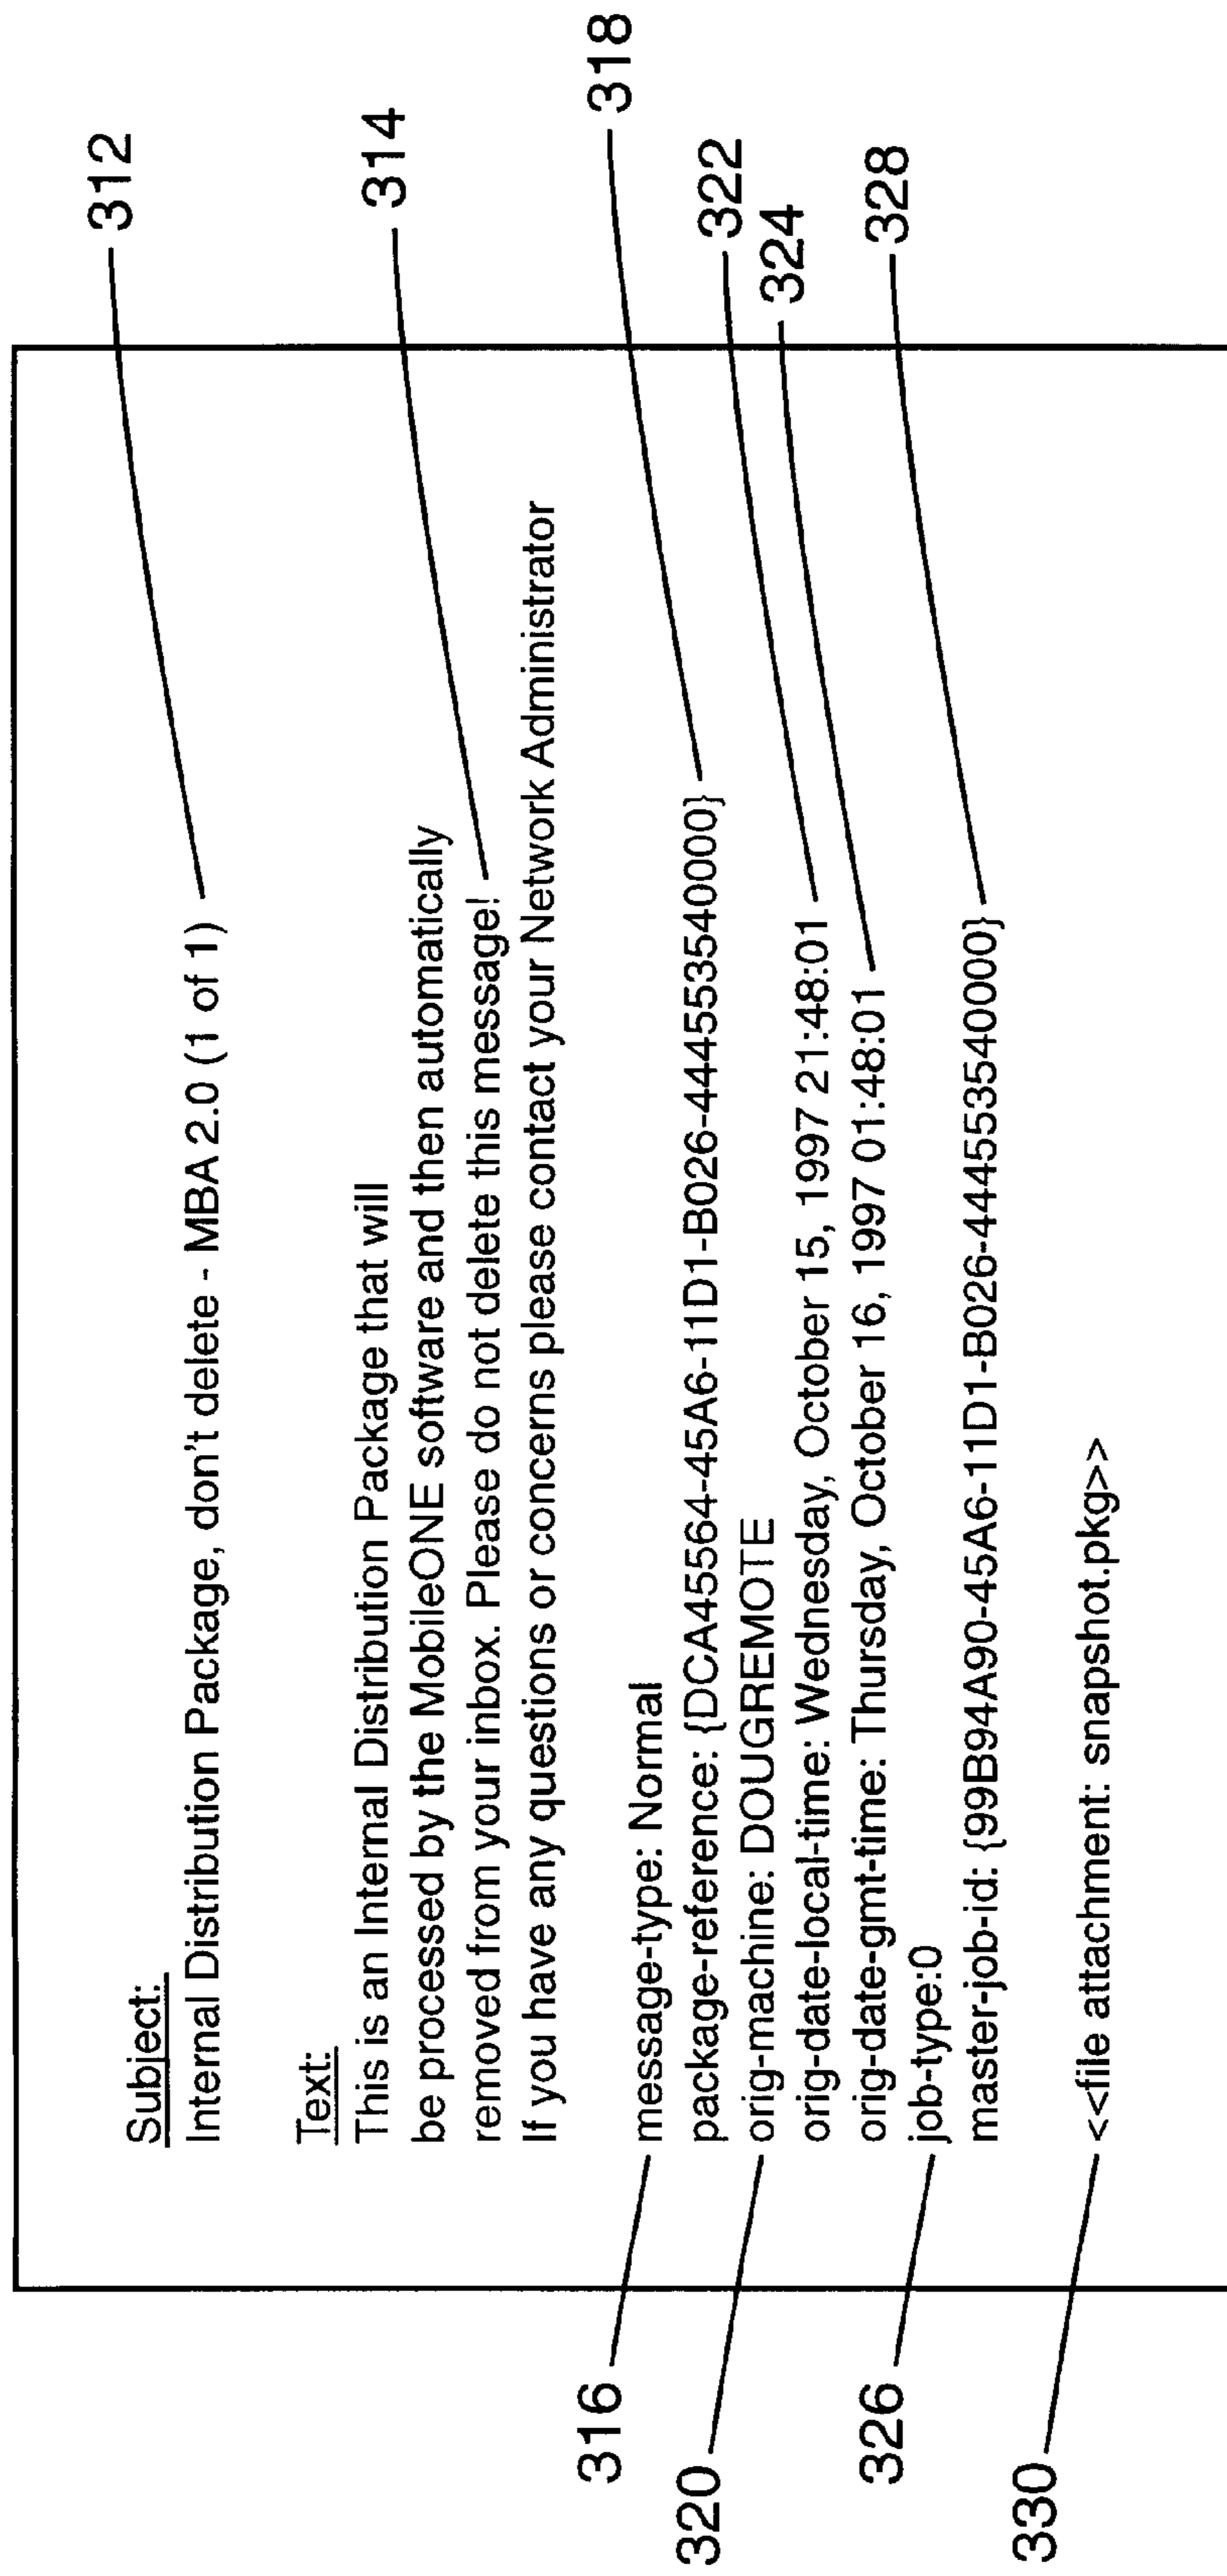 312
Subject:
Internal Distribution Package, don't delete - MBA 2.0 (1 of 1)
314
Text:
This is an Internal Distribution Package that will
be processed by the MobileONE software and then automatically
removed from your inbox. Please do not delete this message!
If you have any questions or concerns please contact your Network Administrator
318
316
message-type: Normal
package-reference: {DCA45564-45A6-11D1-B026-444553540000}
322
320
orig-machine: DOUGREMOTE
324
orig-date-local-time: Wednesday, October 15, 1997 21:48:01
orig-date-gmt-time: Thursday, October 16, 1997 01:48:01
328
326
job-type:0
master-job-id: {99B94A90-45A6-11D1-B026-444553540000}
330
<<file attachment: snapshot.pkg>>